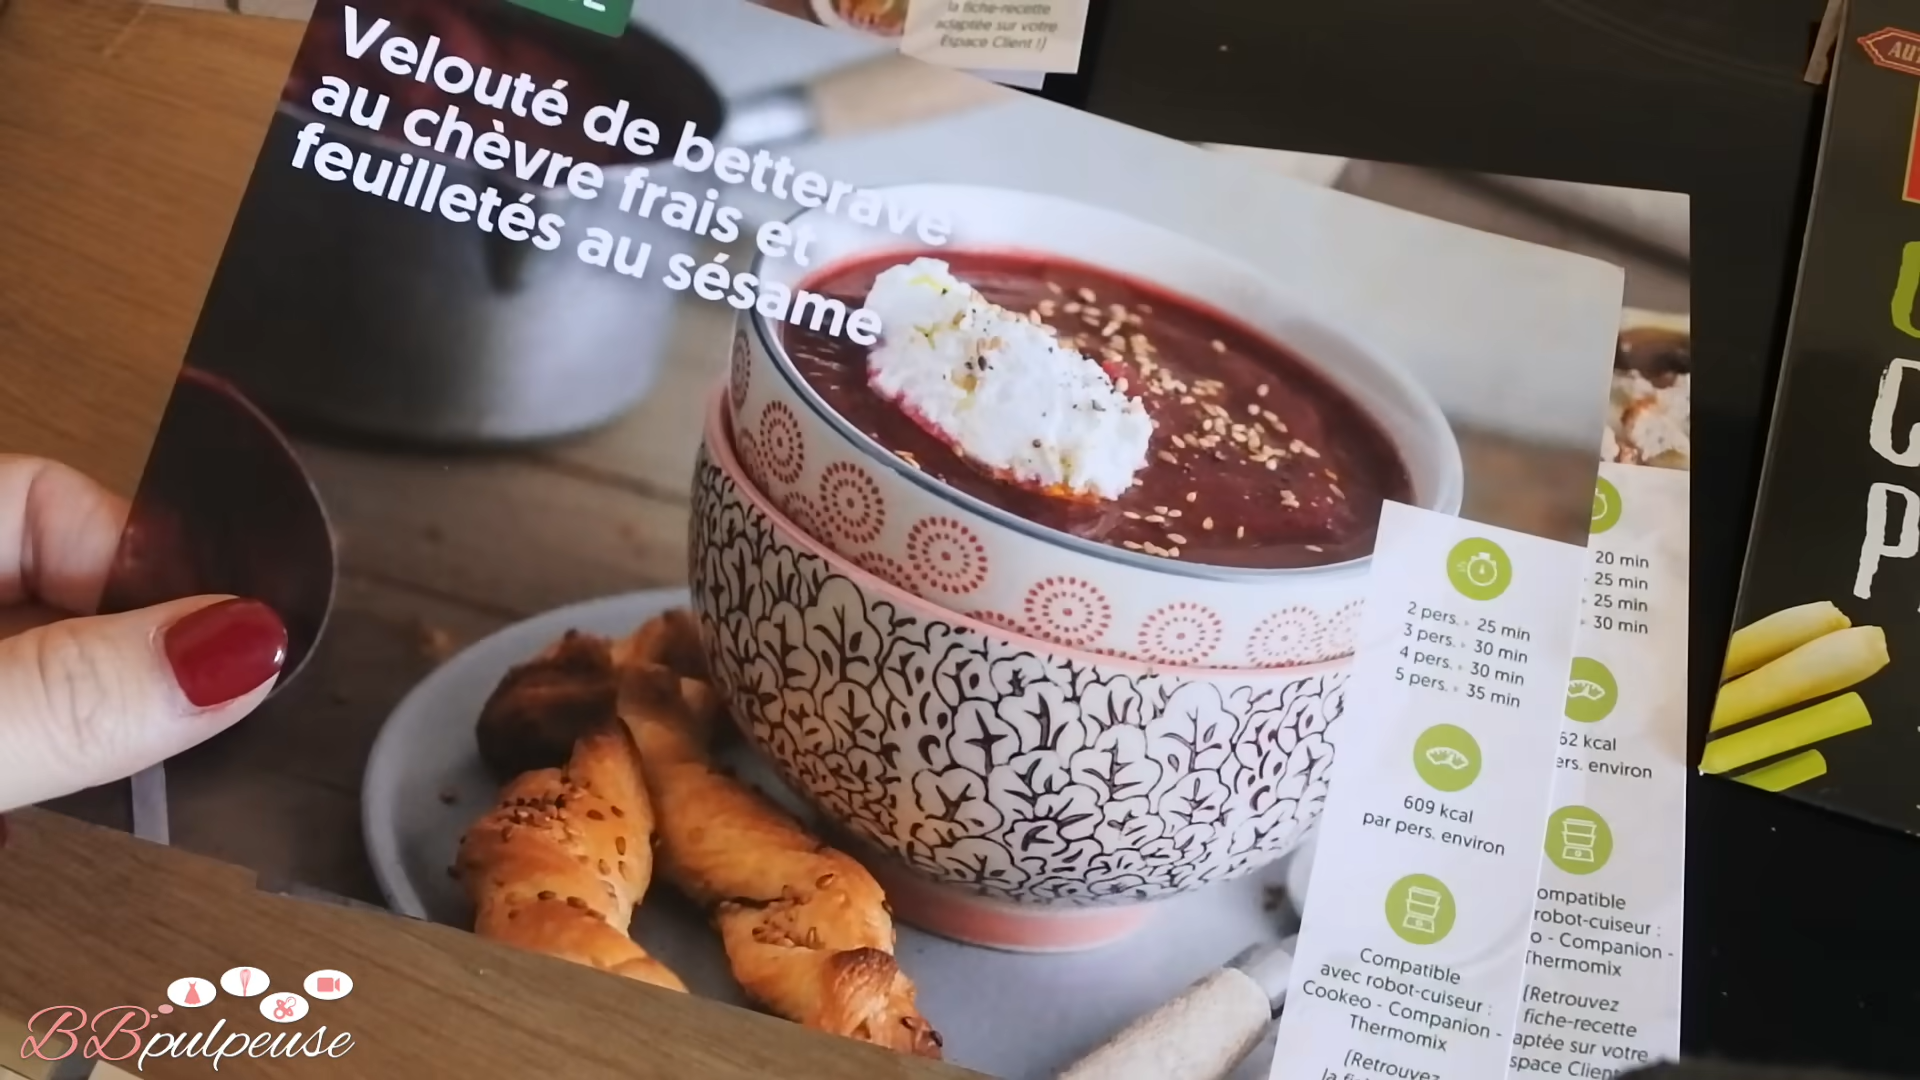 la fiche-recette
adaptée sur votre
Espace Client !)
Velouté de betterave
au chèvre frais et
feuilletés au sésame
2 pers. • 25 min
3 pers. • 30 min
4 pers. • 30 min
5 pers. • 35 min
609 kcal
par pers. environ
Compatible
avec robot-cuiseur :
Cookeo - Companion -
Thermomix
(Retrouvez
20 min
25 min
25 min
30 min
62 kcal
ers. environ
ompatible
robot-cuiseur :
o - Companion -
Thermomix
(Retrouvez
fiche-recette
aptée sur votre
space Client
BBpulpeuse